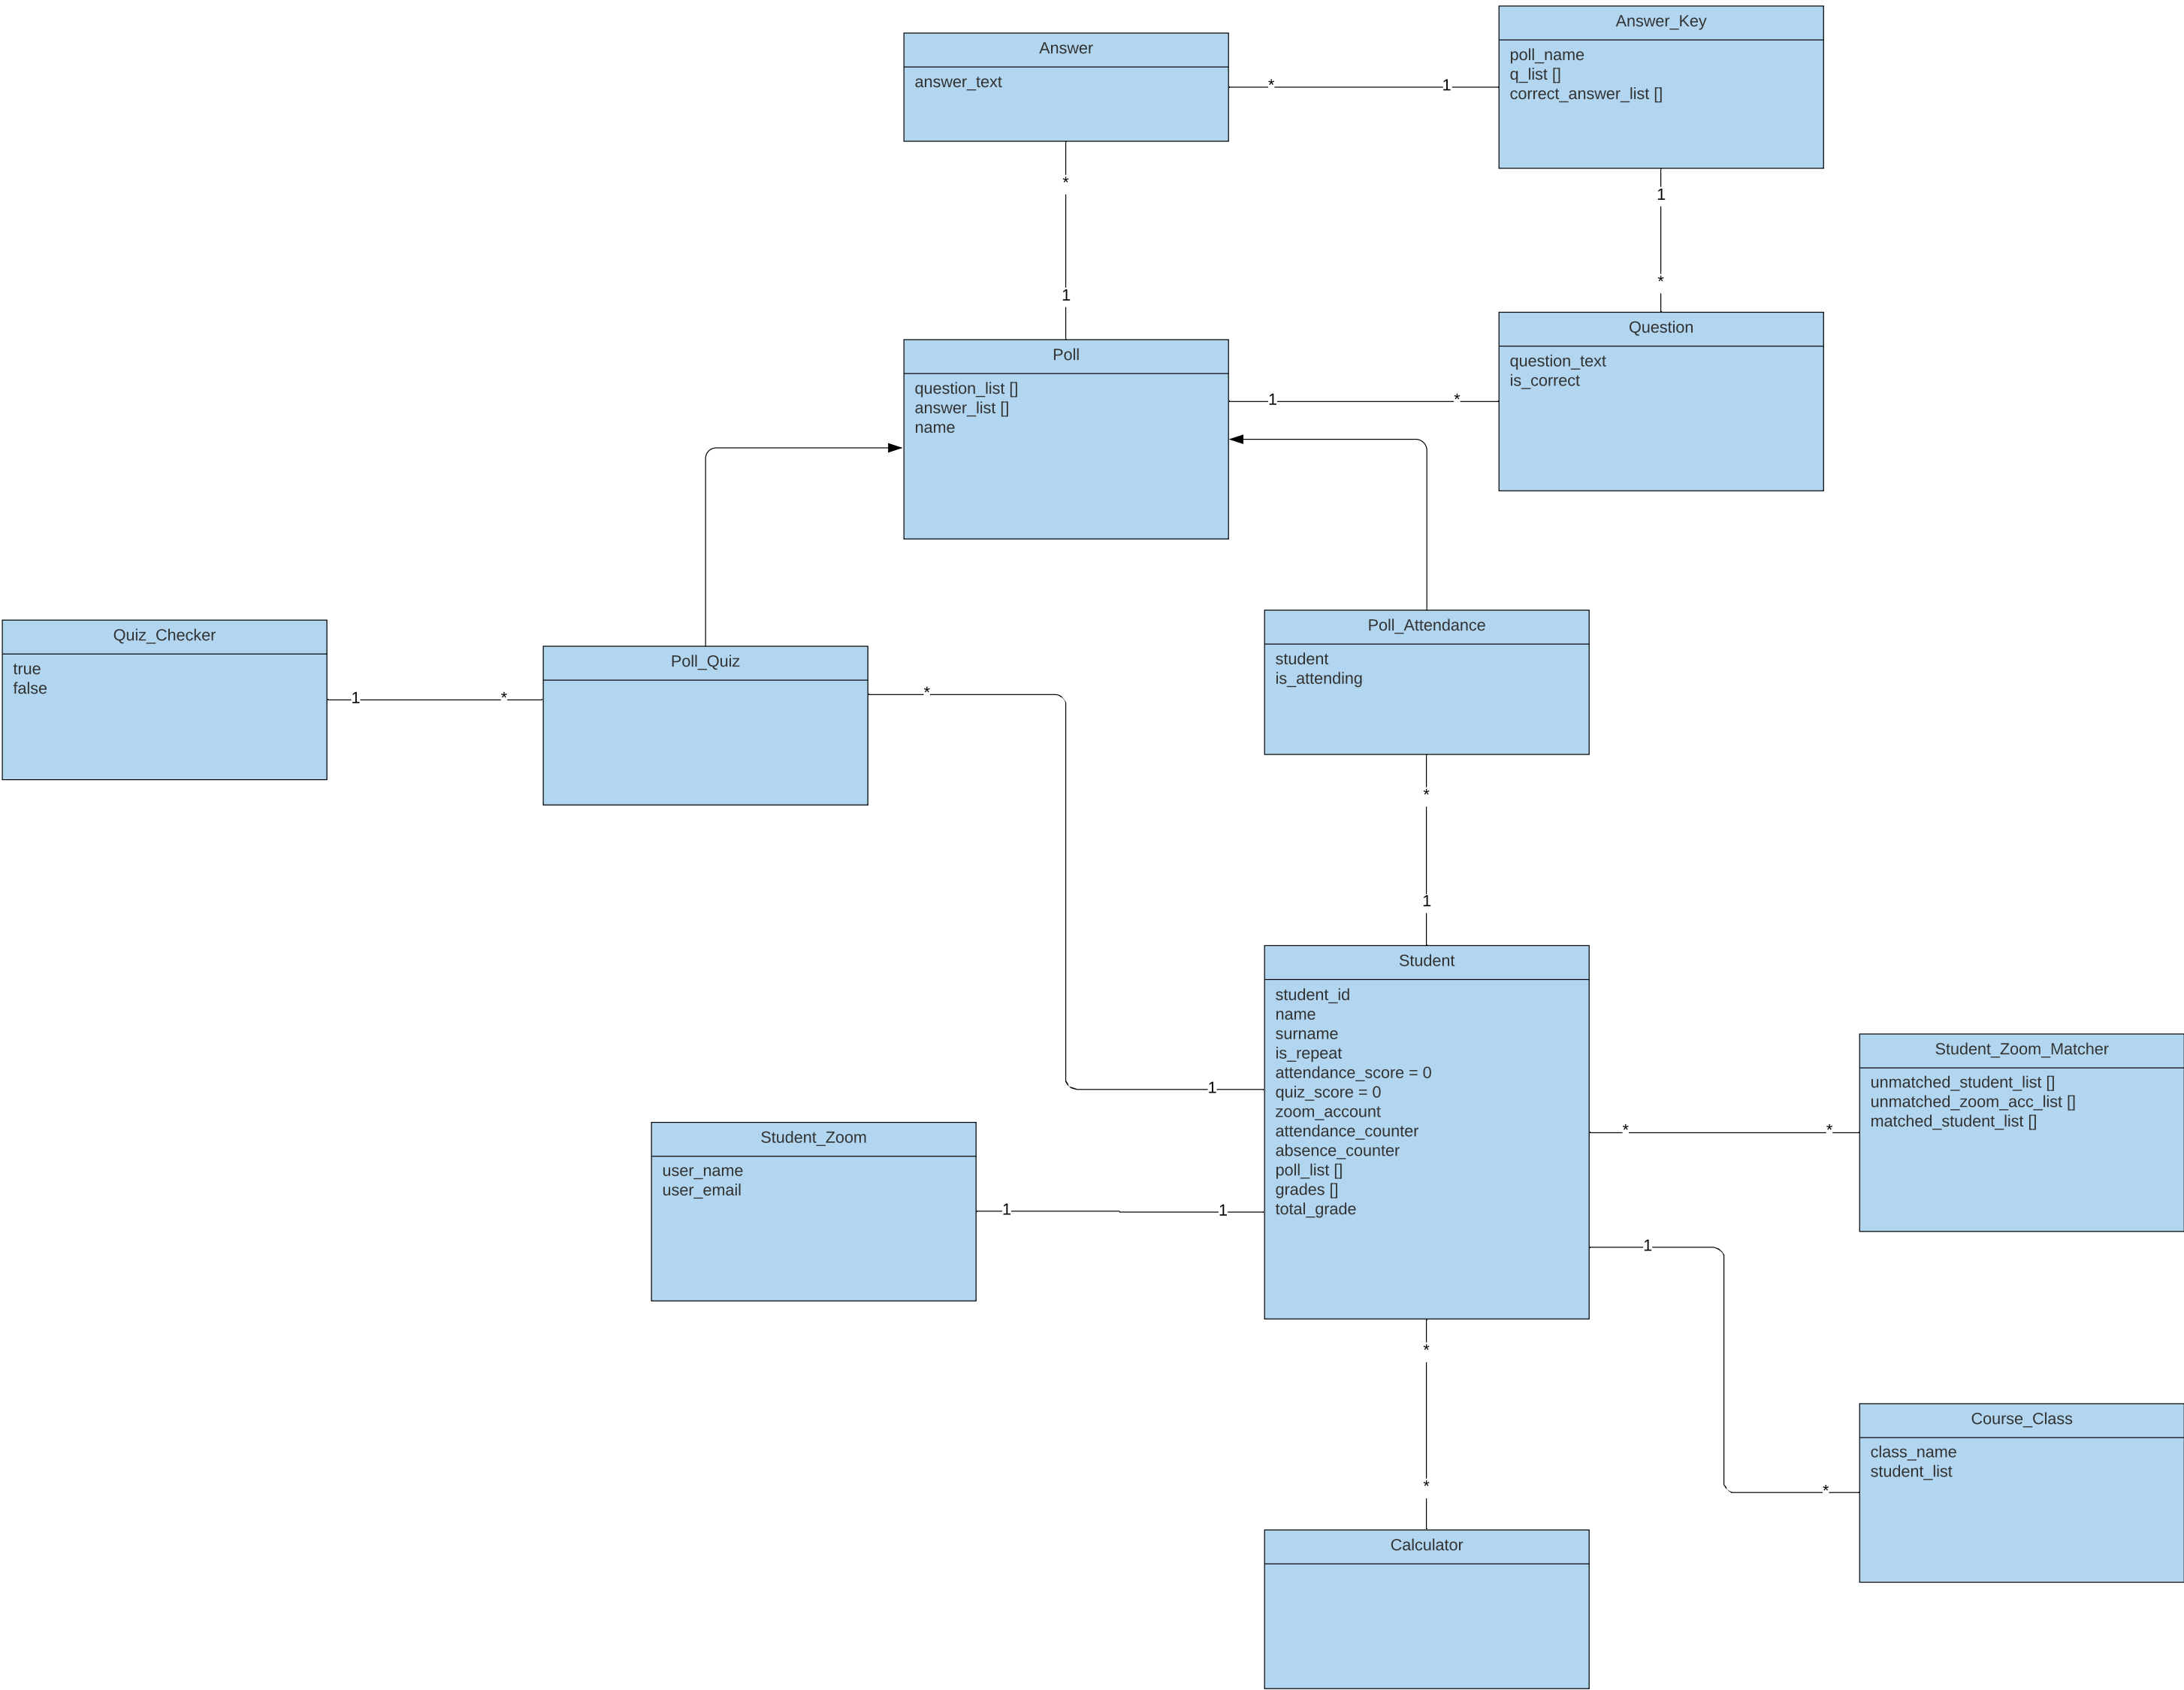 Answer_Key
poll_name
q_list []
correct_answer_list []
Answer
answer_text
*
1
*
1
1
*
Question
question_text
is_correct
Poll
question_list []
answer_list []
name
1
*
Poll_Attendance
student
is_attending
Quiz_Checker
true
false
Poll_Quiz
1
*
*
*
1
Student
student_id
name
surname
is_repeat
attendance_score = 0
quiz_score = 0
zoom_account
attendance_counter
absence_counter
poll_list []
grades []
total_grade
1
Student_Zoom_Matcher
unmatched_student_list []
unmatched_zoom_acc_list []
matched_student_list []
*
*
Student_Zoom
user_name
user_email
1
1
1
*
*
*
Course_Class
class_name
student_list
Calculator